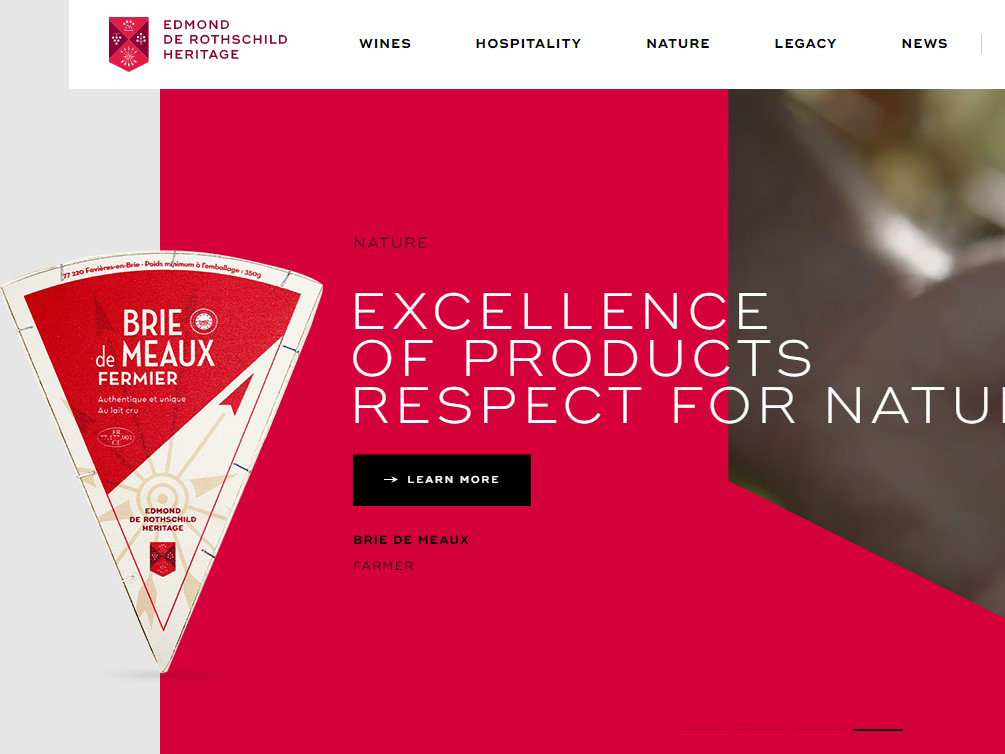 EDMOND
DE ROTHSCHILD
HERITAGE
WINES
HOSPITALITY
NATURE
LEGACY
NEWS
NATURE
EXCELLENCE
OF PRODUCTS
RESPECT FOR NATU
→ LEARN MORE
BRIE DE MEAUX
FARMER
77 220 Favières-en-Brie - Poids minimum à l'emballage : 350g
BRIE
de MEAUX
FERMIER
Authentique et unique
Au lait cru
FR
77.177.001
CE
EDMOND
DE ROTHSCHILD
HERITAGE